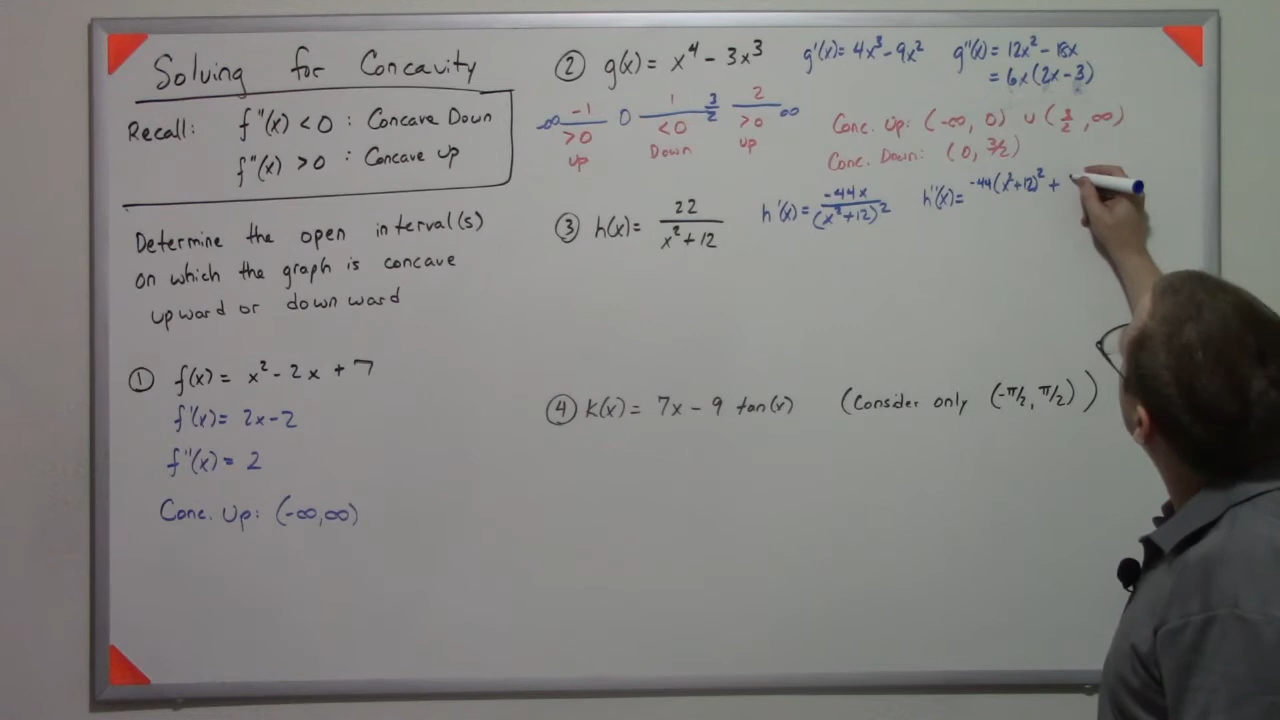 Solving for Concavity
Recall: f"(x) < 0 : Concave Down
f"(x) > 0 : Concave up
Determine the open interval(s)
on which the graph is concave
upward or downward
① f(x) = x² - 2x + 7
f'(x) = 2x - 2
f"(x) = 2
Conc. Up: (-∞, ∞)
② g(x) = x⁴ - 3x³
g'(x) = 4x³ - 9x²
g"(x) = 12x² - 18x
= 6x(2x - 3)
-∞ -1 0 1 3/2 2 ∞
>0 <0 >0
up Down up
Conc. Up: (-∞, 0) ∪ (3/2, ∞)
Conc. Down: (0, 3/2)
③ h(x) = 22/(x² + 12)
h'(x) = -44x/(x² + 12)²
h"(x) = -44(x² + 12)² +
④ K(x) = 7x - 9 tan(x) (Consider only (-π/2, π/2))